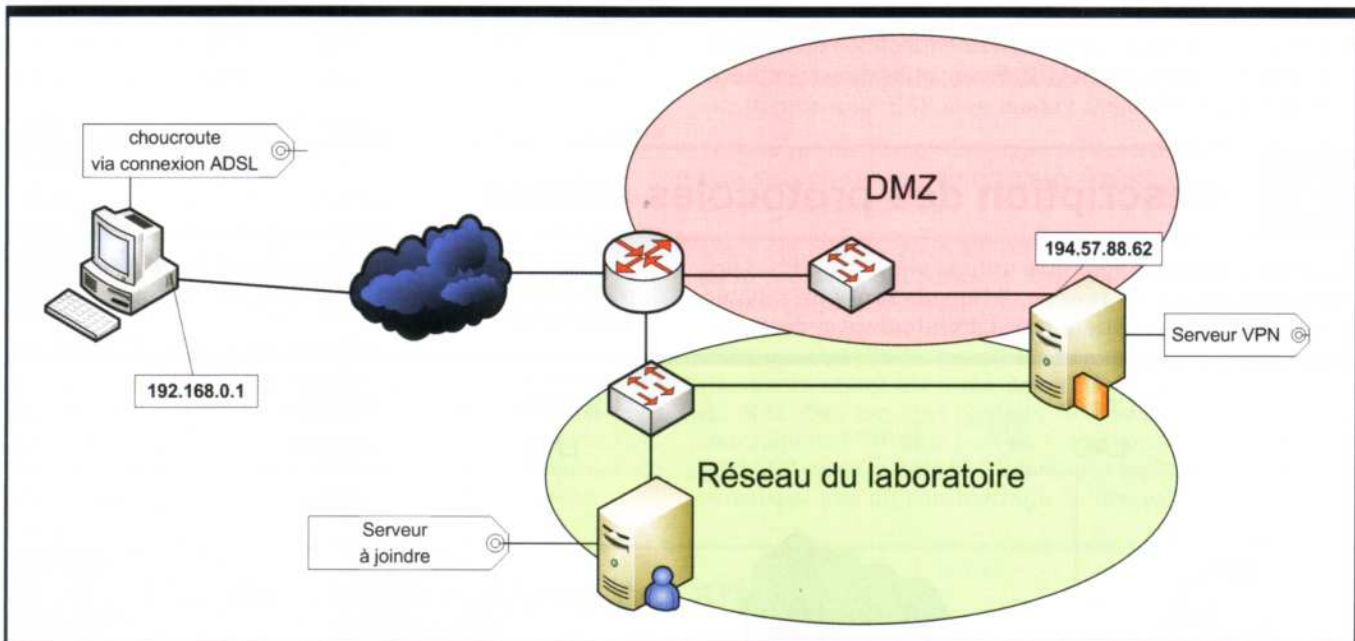 choucroute
via connexion ADSL
192.168.0.1
DMZ
194.57.88.62
Serveur VPN
Réseau du laboratoire
Serveur
à joindre